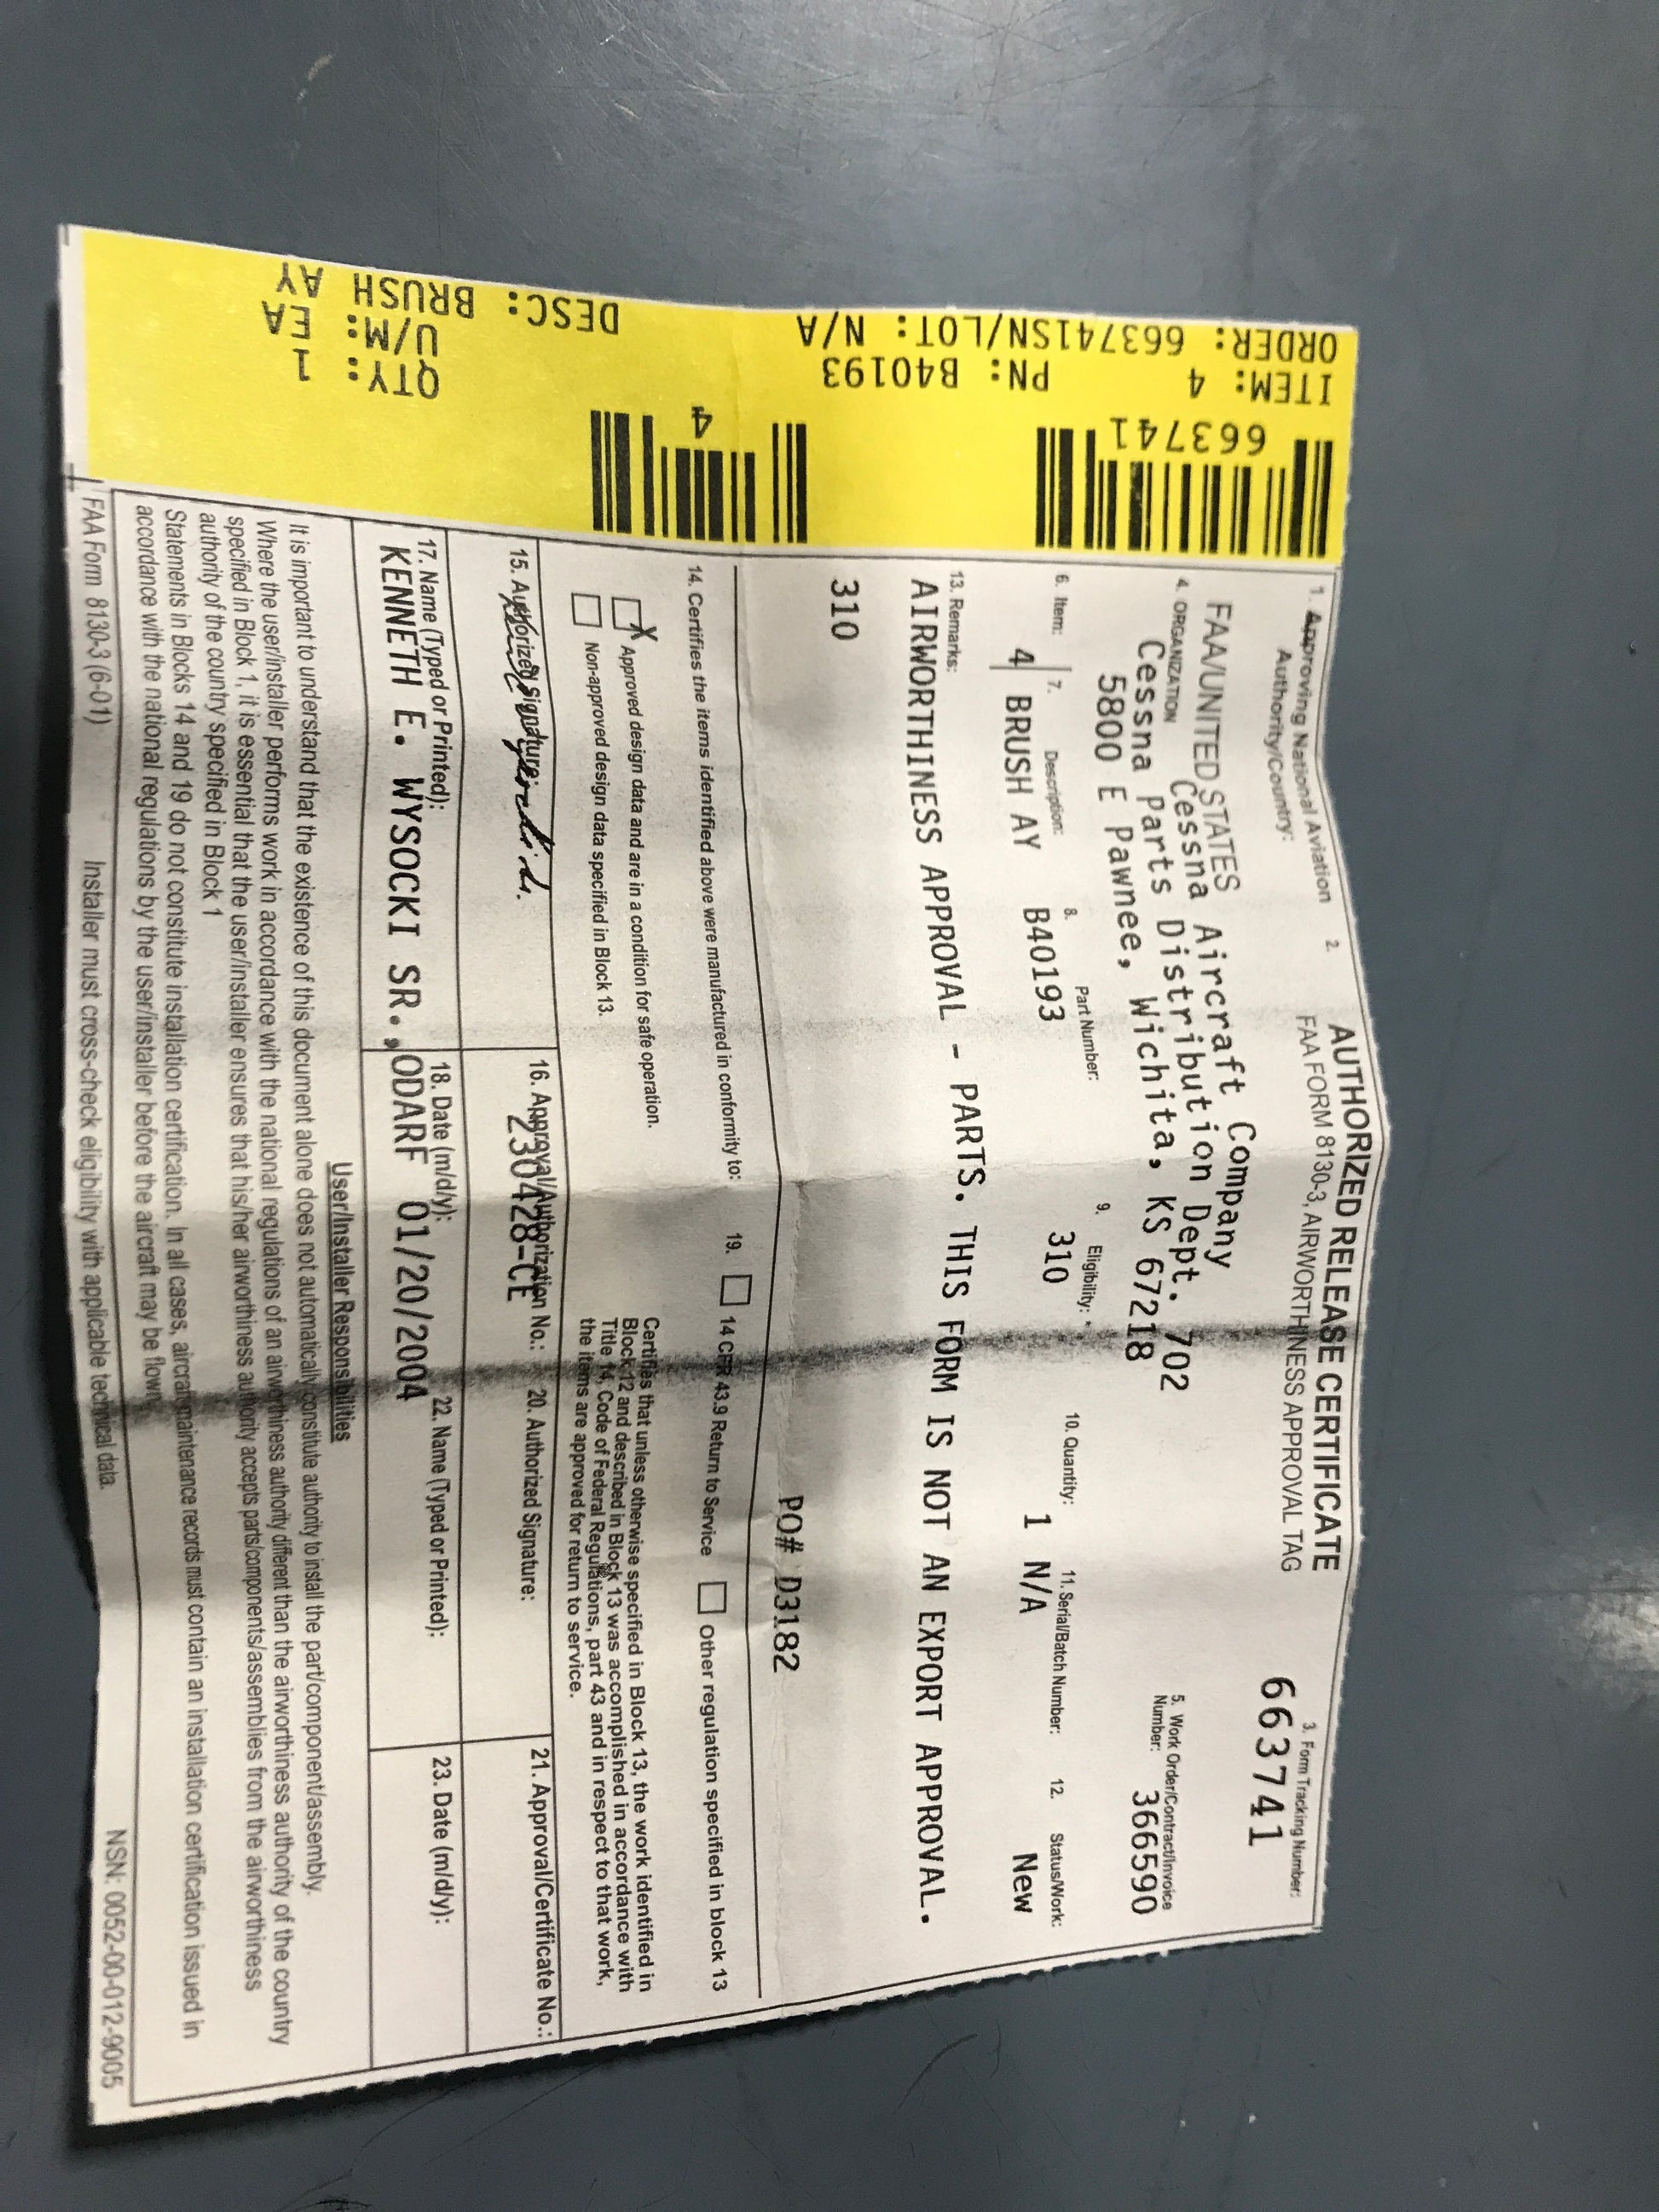 1. Approving National Aviation
Authority/Country:
FAA/UNITED STATES
2.
AUTHORIZED RELEASE CERTIFICATE
FAA FORM 8130-3, AIRWORTHINESS APPROVAL TAG
3. Form Tracking Number:
663741
4. ORGANIZATION
Cessna Aircraft Company
Cessna Parts Distribution Dept. 702
5800 E Pawnee, Wichita, KS 67218
5. Work Order/Contract/Invoice
Number:
3665590
6. Item: 7. Description: 8. Part Number: 9. Eligibility: * 10. Quantity: 11. Serial/Batch Number: 12. Status/Work:
4 BRUSH AY B40193 310 1 N/A New
13. Remarks:
AIRWORTHINESS APPROVAL - PARTS. THIS FORM IS NOT AN EXPORT APPROVAL.
310
PO# D3182
14. Certifies the items identified above were manufactured in conformity to:
X Approved design data and are in a condition for safe operation.
Non-approved design data specified in Block 13.
19. 14 CFR 43.9 Return to Service Other regulation specified in block 13
Certifies that unless otherwise specified in Block 13, the work identified in
Block 12 and described in Block 13 was accomplished in accordance with
Title 14, Code of Federal Regulations, part 43 and in respect to that work,
the items are approved for return to service.
15. Authorized Signature:
16. Approval/Authorization No.:
230428-CE
20. Authorized Signature:
21. Approval/Certificate No.:
17. Name (Typed or Printed):
KENNETH E. WYSOCKI SR., ODARF
18. Date (m/d/y):
01/20/2004
22. Name (Typed or Printed):
23. Date (m/d/y):
User/Installer Responsibilities
It is important to understand that the existence of this document alone does not automatically constitute authority to install the part/component/assembly.
Where the user/installer performs work in accordance with the national regulations of an airworthiness authority different than the airworthiness authority of the country
specified in Block 1, it is essential that the user/installer ensures that his/her airworthiness authority accepts parts/components/assemblies from the airworthiness
authority of the country specified in Block 1
Statements in Blocks 14 and 19 do not constitute installation certification. In all cases, aircraft maintenance records must contain an installation certification issued in
accordance with the national regulations by the user/installer before the aircraft may be flown.
FAA Form 8130-3 (6-01) Installer must cross-check eligibility with applicable technical data. NSN: 0052-00-012-9005
663741
4
ITEM: 4 PN: B40193 QTY: 1
ORDER: 663741SN/LOT: N/A U/M: EA
DESC: BRUSH AY